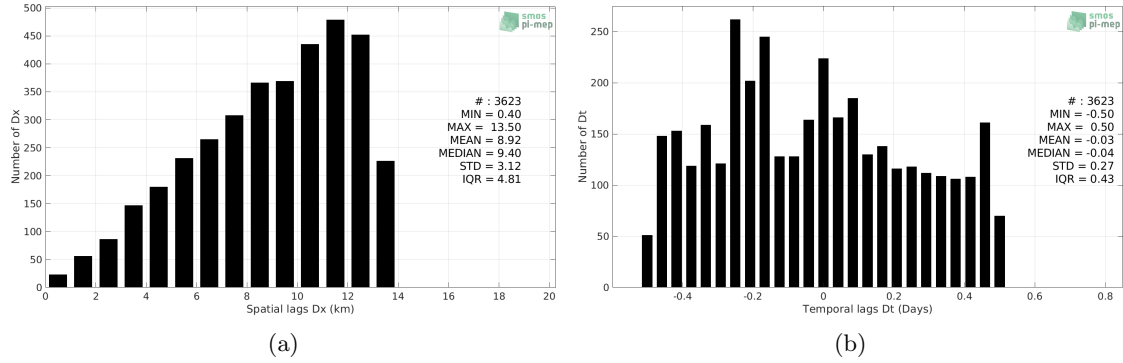 500
450
400
350
300
250
200
150
100
50
0
Number of Dx
smos
pi-mep
# : 3623
MIN = 0.40
MAX = 13.50
MEAN = 8.92
MEDIAN = 9.40
STD = 3.12
IQR = 4.81
0 2 4 6 8 10 12 14 16 18 20
Spatial lags Dx (km)
(a)
250
200
150
100
50
0
Number of Dt
smos
pi-mep
# : 3623
MIN = -0.50
MAX = 0.50
MEAN = -0.03
MEDIAN = -0.04
STD = 0.27
IQR = 0.43
-0.4 -0.2 0 0.2 0.4 0.6 0.8
Temporal lags Dt (Days)
(b)